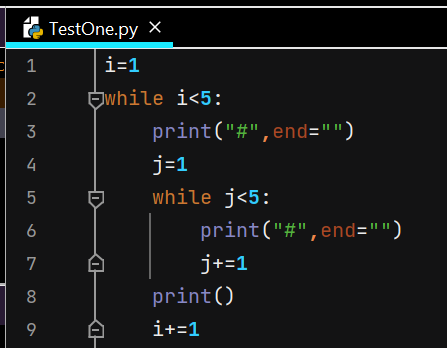 TestOne.py ×
1 i=1
2 while i<5:
3 print("#",end="")
4 j=1
5 while j<5:
6 print("#",end="")
7 j+=1
8 print()
9 i+=1